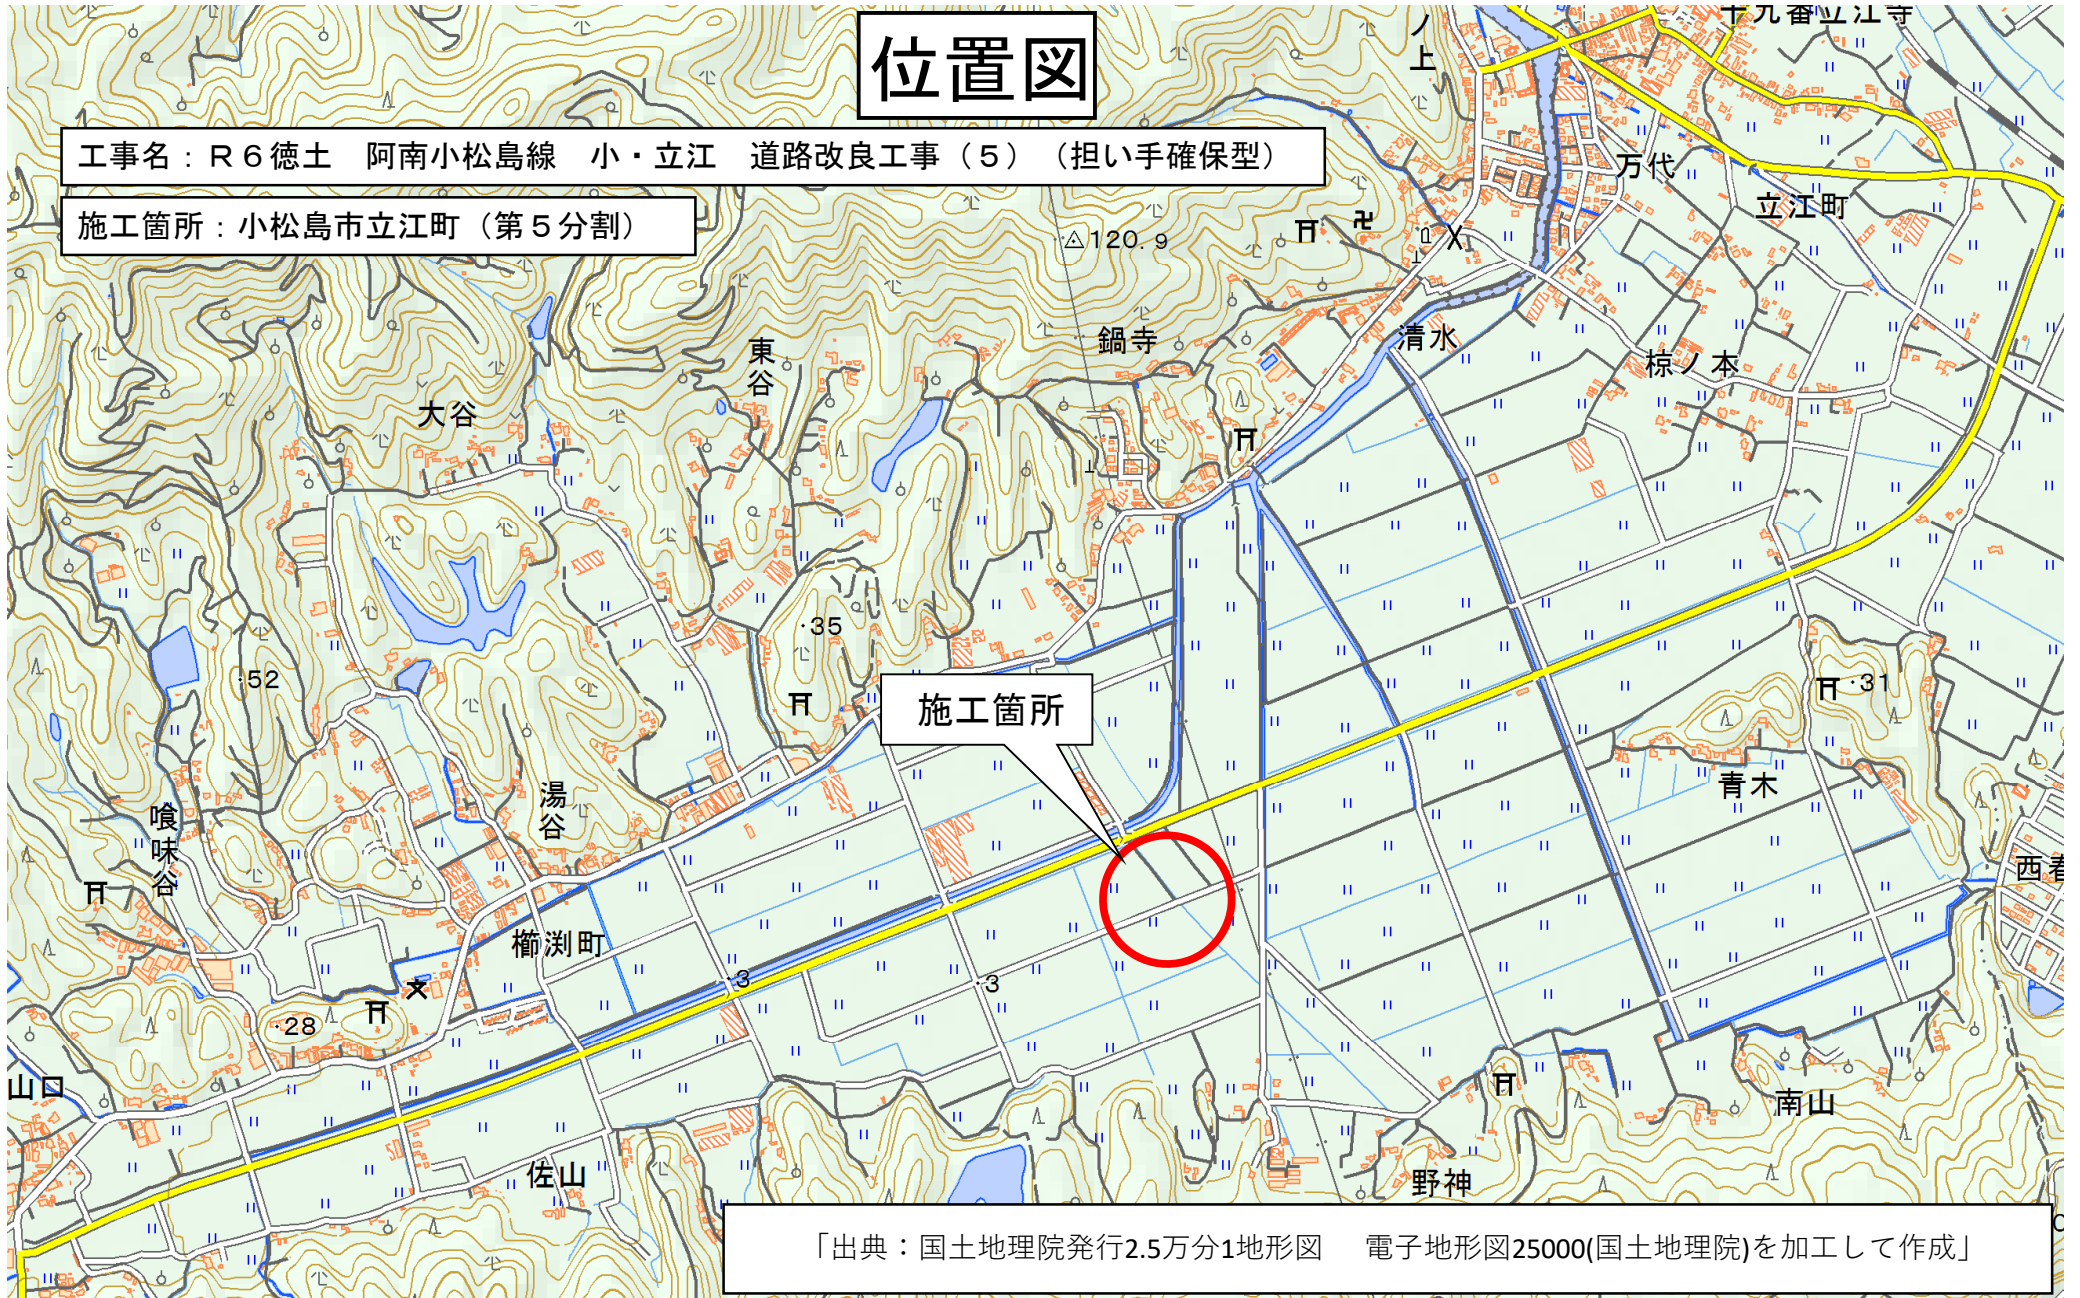 位置図
十九番立江寺
ノ上
工事名：Ｒ６徳土　阿南小松島線　小・立江　道路改良工事（５）（担い手確保型）
万代
立江町
施工箇所：小松島市立江町（第５分割）
120.9
清水
鍋寺
東谷
椋ノ本
大谷
35
52
31
施工箇所
青木
湯谷
喰味谷
西春
櫛渕町
3
3
28
山口
南山
佐山
野神
「出典：国土地理院発行2.5万分1地形図　電子地形図25000(国土地理院)を加工して作成」